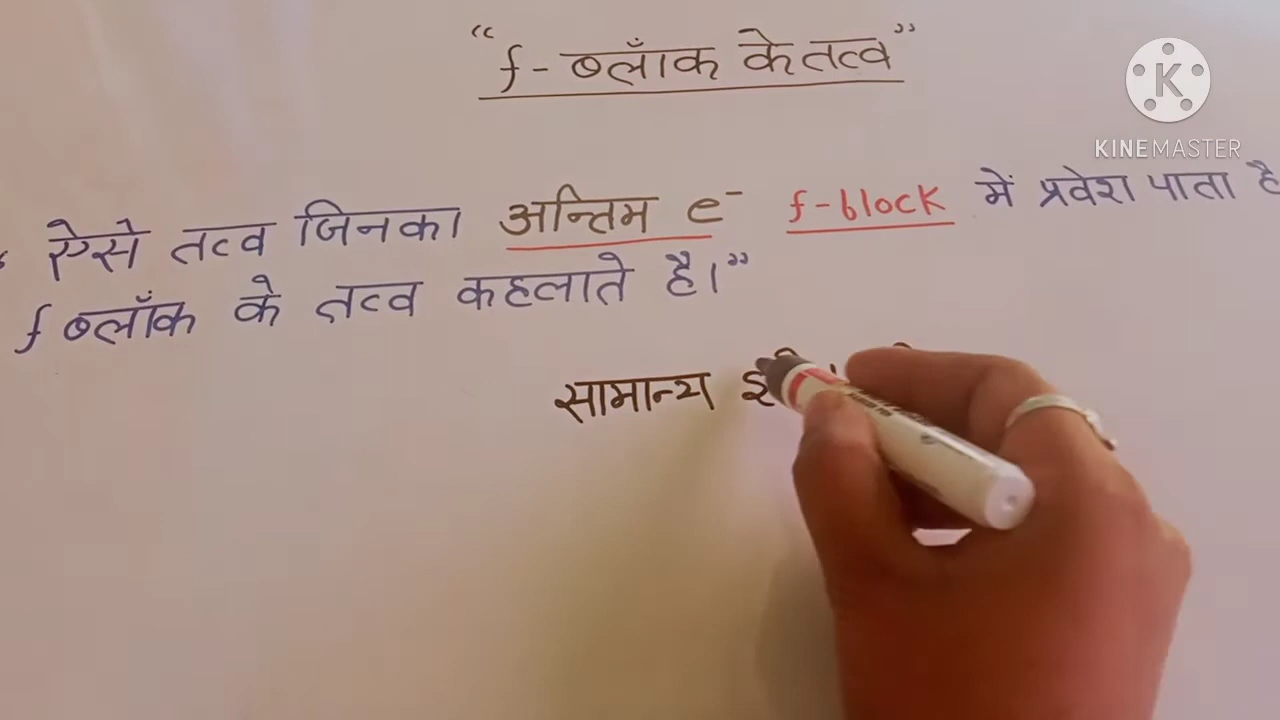 "f-ब्लॉक के तत्व"
K
KINEMASTER
ऐसे तत्व जिनका अन्तिम e⁻ f-block में प्रवेश पाता है
f ब्लॉक के तत्व कहलाते है।"
सामान्य